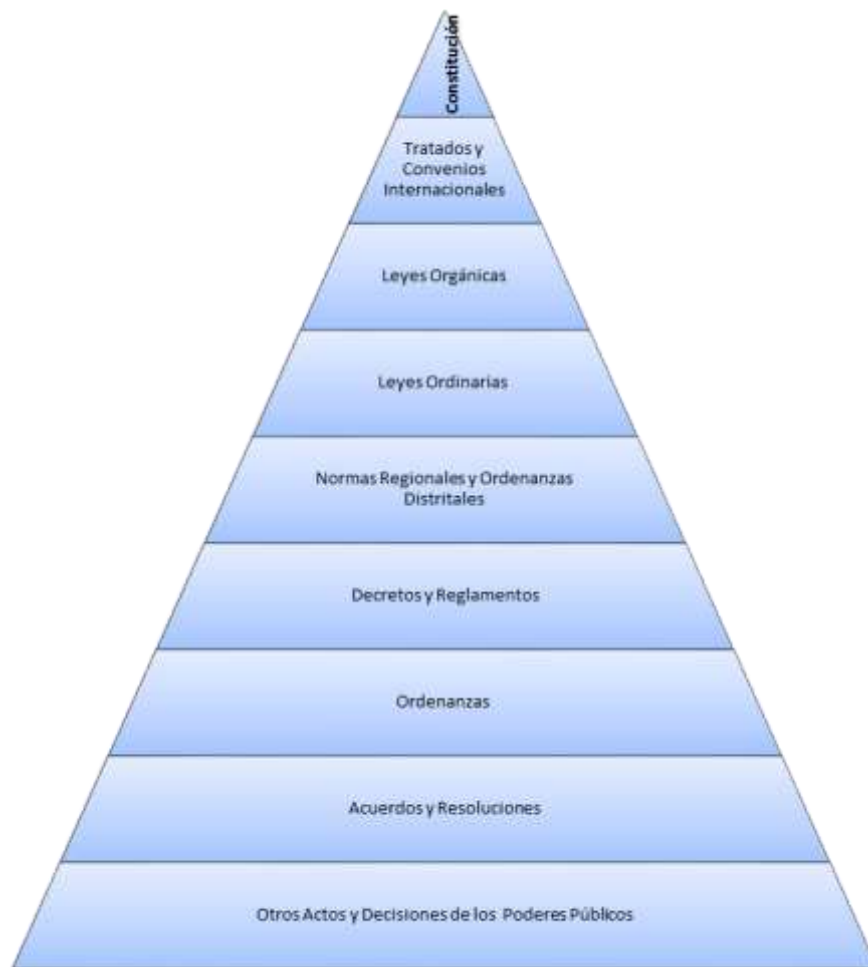 Constitución
Tratados y
Convenios
Internacionales
Leyes Orgánicas
Leyes Ordinarias
Normas Regionales y Ordenanzas
Distritales
Decretos y Reglamentos
Ordenanzas
Acuerdos y Resoluciones
Otros Actos y Decisiones de los Poderes Públicos